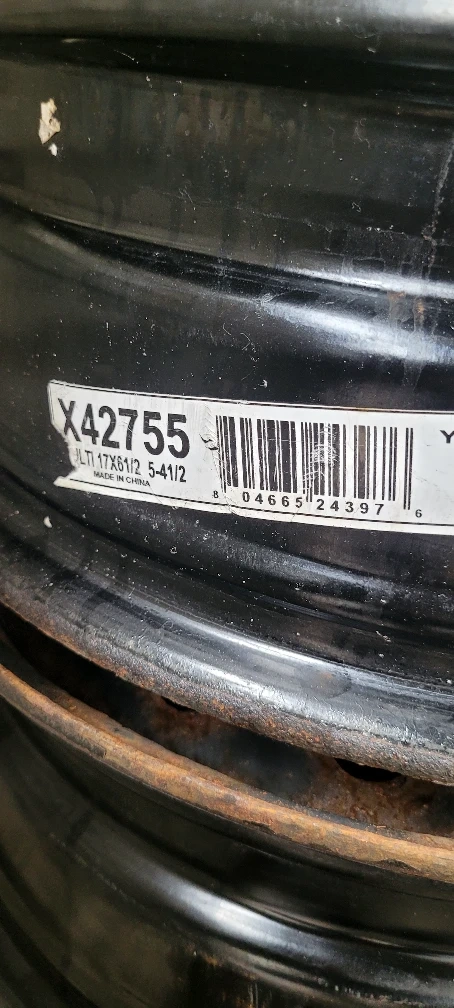 X42755
LTI 17X61/2 5-41/2
MADE IN CHINA
8 04665 24397 6
Y